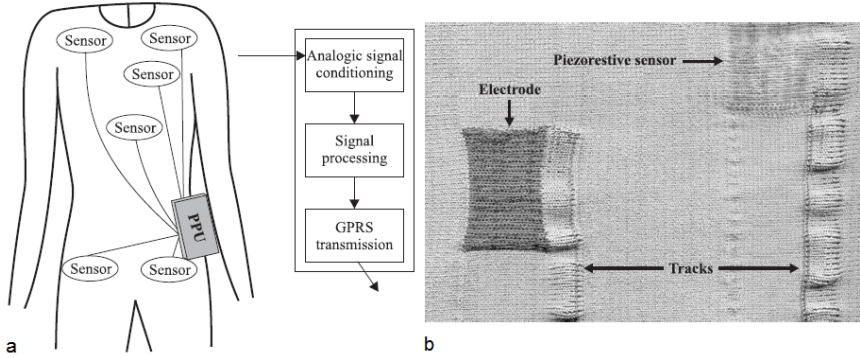 Sensor
Sensor
Sensor
Sensor
Sensor
Sensor
PPU
Analogic signal
conditioning
Signal
processing
GPRS
transmission
a
Piezorestive sensor
Electrode
Tracks
b